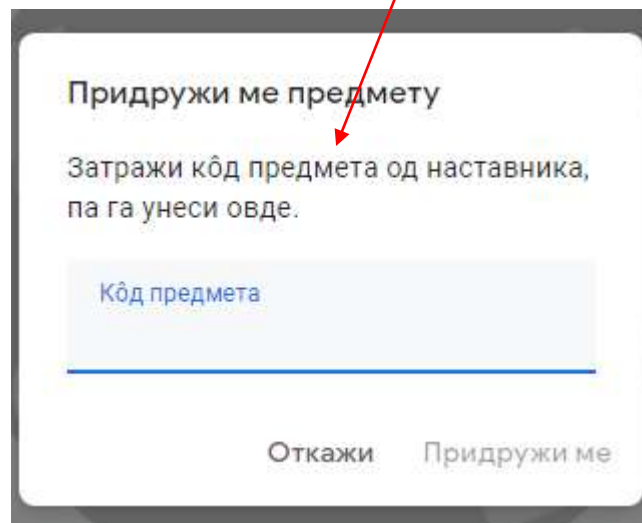 Придружи ме предмету
Затражи кôд предмета од наставника,
па га унеси овде.
Кôд предмета
Откажи Придружи ме